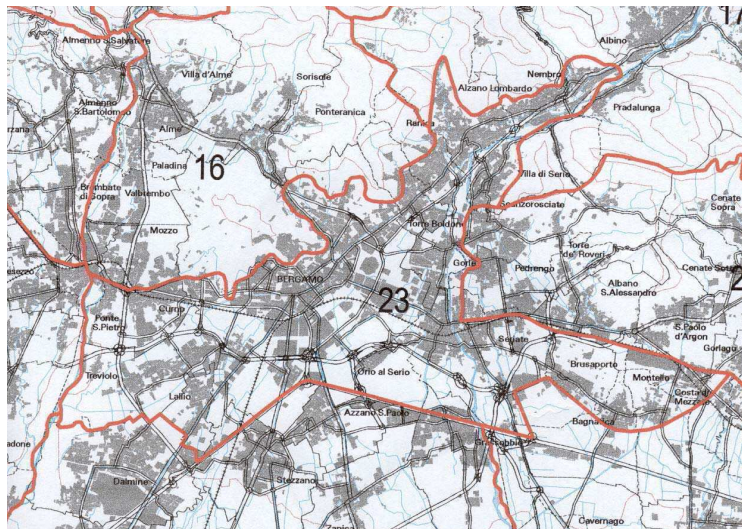 17
Almenno S.Salvatore
Albino
Villa d'Almè
Sorisole
Nembro
Alzano Lombardo
Almenno
S.Bartolomeo
Ponteranica
Pradalunga
Ranica
Almè
Paladina
16
Villa di Serio
Brembate
di Sopra
Valbrembo
Scanzorosciate
Cenate
Sopra
Torre Boldone
Mozzo
Torre
de' Roveri
Gorle
Pedrengo
Cenate Sotto
BERGAMO
Albano
S.Alessandro
23
Curno
Ponte
S.Pietro
S.Paolo
d'Argon
Seriate
Gorlago
Brusaporto
Orio al Serio
Treviolo
Montello
Lallio
Costa di
Mezzate
Azzano S.Paolo
Bagnatica
Grassobbio
Dalmine
Stezzano
Zanica
Cavernago